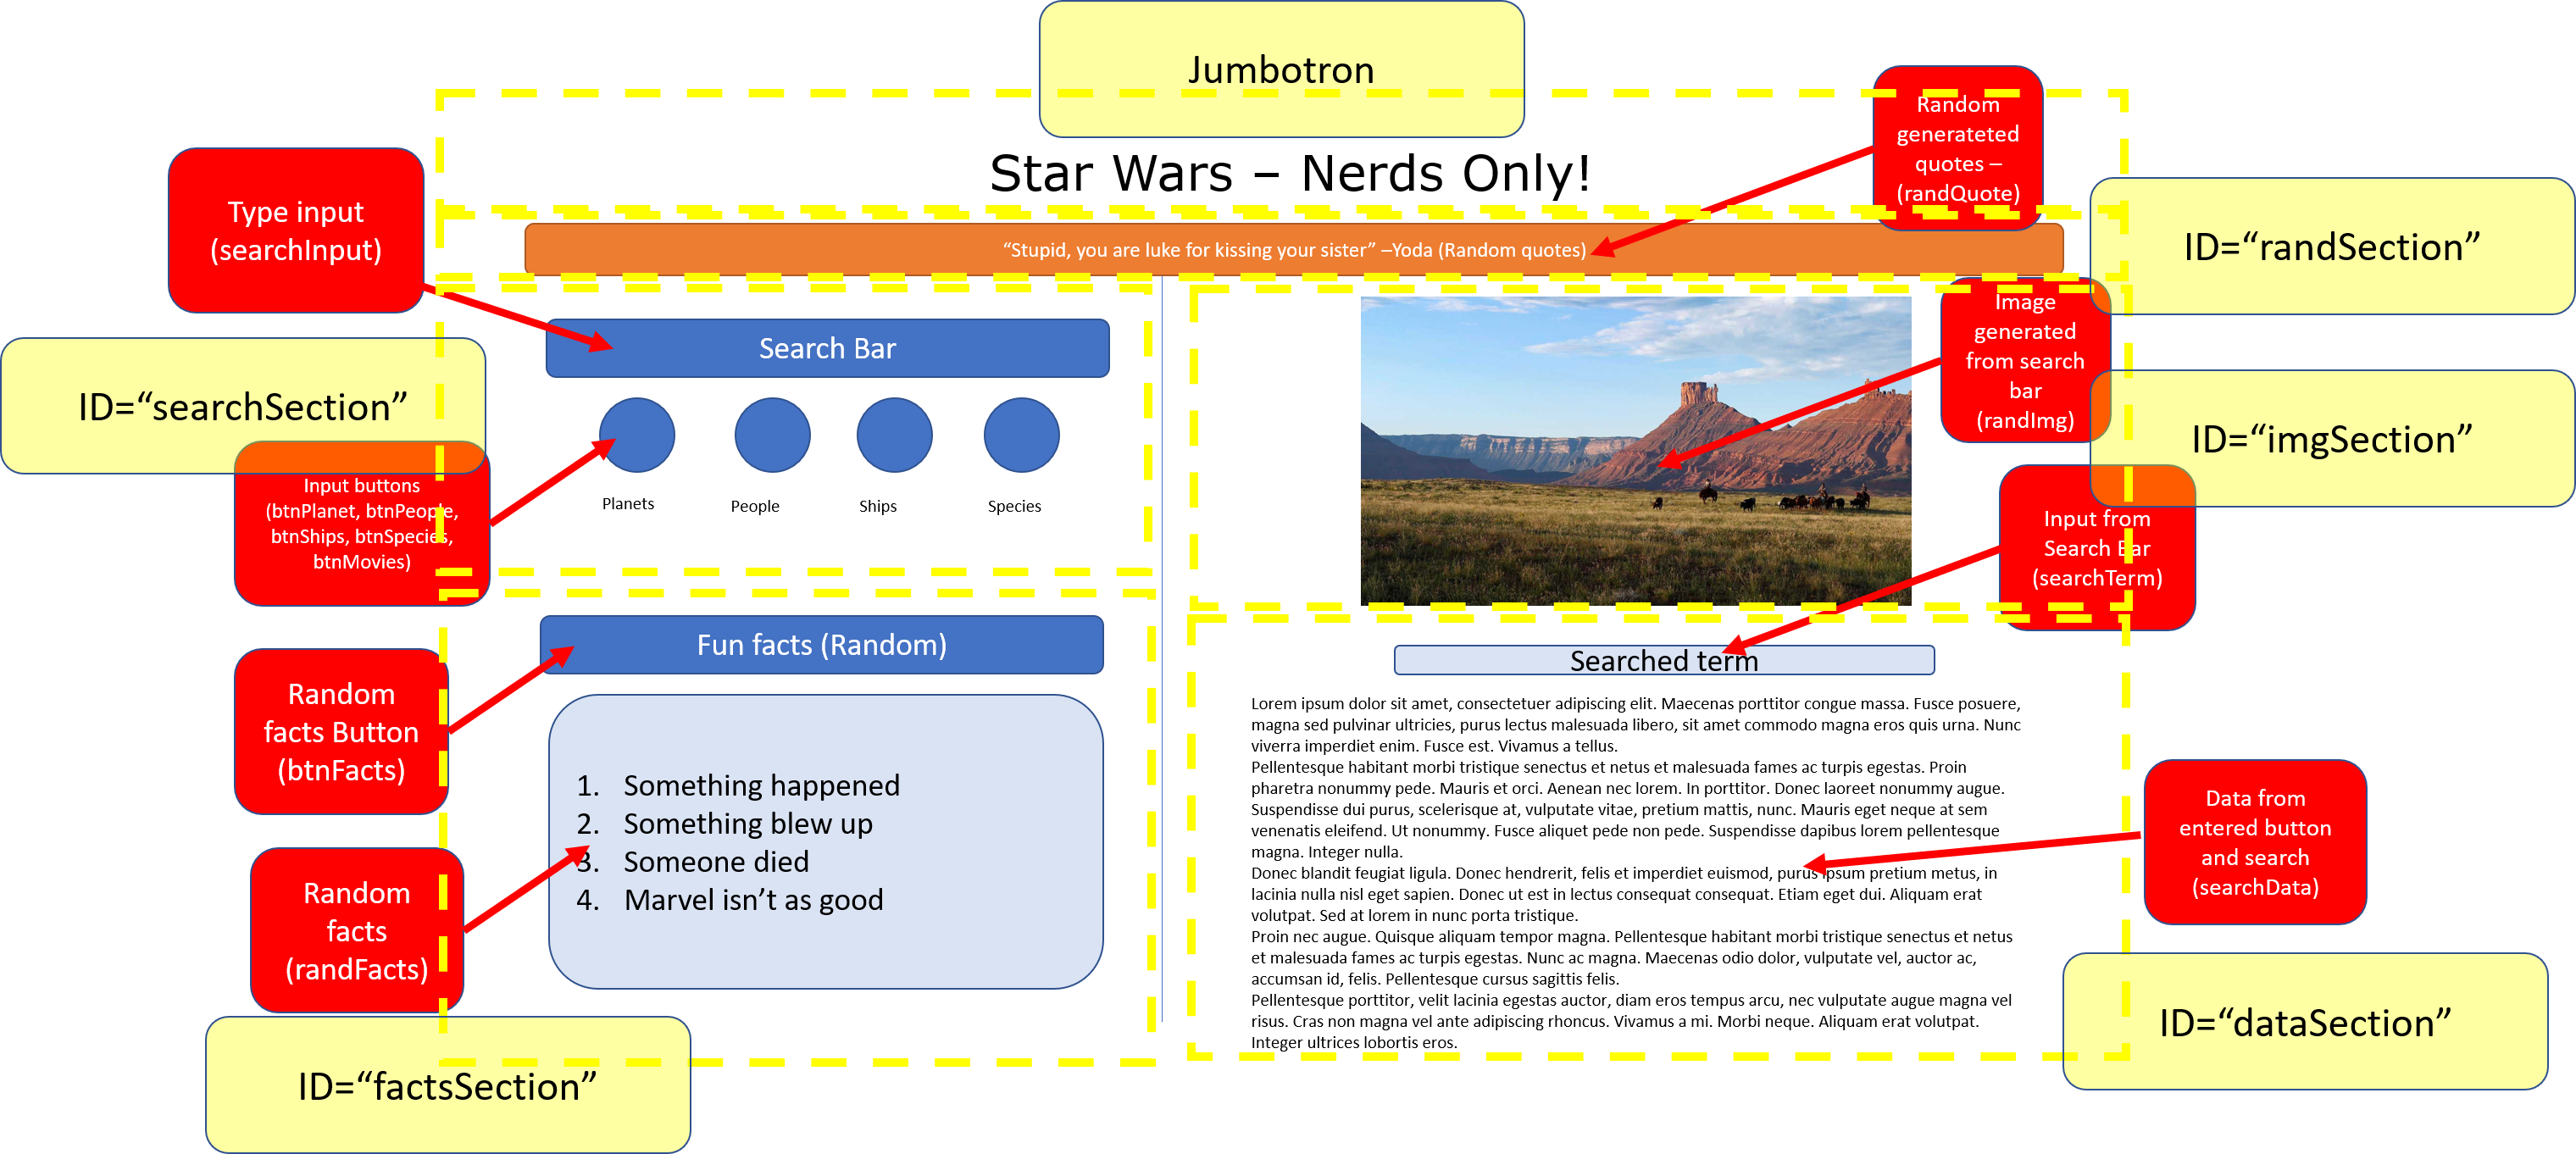 Jumbotron
Random
generateted
quotes –
(randQuote)
Star Wars – Nerds Only!
Type input
(searchInput)
ID=“randSection”
“Stupid, you are luke for kissing your sister” –Yoda (Random quotes)
Image
generated
from search
bar
(randImg)
Search Bar
ID=“searchSection”
ID=“imgSection”
Input buttons
(btnPlanet, btnPeople,
btnShips, btnSpecies,
btnMovies)
Planets
People
Ships
Species
Input from
Search Bar
(searchTerm)
Fun facts (Random)
Searched term
Random
facts Button
(btnFacts)
1. Something happened
2. Something blew up
3. Someone died
4. Marvel isn’t as good
Random
facts
(randFacts)
ID=“factsSection”
Lorem ipsum dolor sit amet, consectetuer adipiscing elit. Maecenas porttitor congue massa. Fusce posuere,
magna sed pulvinar ultricies, purus lectus malesuada libero, sit amet commodo magna eros quis urna. Nunc
viverra imperdiet enim. Fusce est. Vivamus a tellus.
Pellentesque habitant morbi tristique senectus et netus et malesuada fames ac turpis egestas. Proin
pharetra nonummy pede. Mauris et orci. Aenean nec lorem. In porttitor. Donec laoreet nonummy augue.
Suspendisse dui purus, scelerisque at, vulputate vitae, pretium mattis, nunc. Mauris eget neque at sem
venenatis eleifend. Ut nonummy. Fusce aliquet pede non pede. Suspendisse dapibus lorem pellentesque
magna. Integer nulla.
Donec blandit feugiat ligula. Donec hendrerit, felis et imperdiet euismod, purus ipsum pretium metus, in
lacinia nulla nisl eget sapien. Donec ut est in lectus consequat consequat. Etiam eget dui. Aliquam erat
volutpat. Sed at lorem in nunc porta tristique.
Proin nec augue. Quisque aliquam tempor magna. Pellentesque habitant morbi tristique senectus et netus
et malesuada fames ac turpis egestas. Nunc ac magna. Maecenas odio dolor, vulputate vel, auctor ac,
accumsan id, felis. Pellentesque cursus sagittis felis.
Pellentesque porttitor, velit lacinia egestas auctor, diam eros tempus arcu, nec vulputate augue magna vel
risus. Cras non magna vel ante adipiscing rhoncus. Vivamus a mi. Morbi neque. Aliquam erat volutpat.
Integer ultrices lobortis eros.
Data from
entered button
and search
(searchData)
ID=“dataSection”